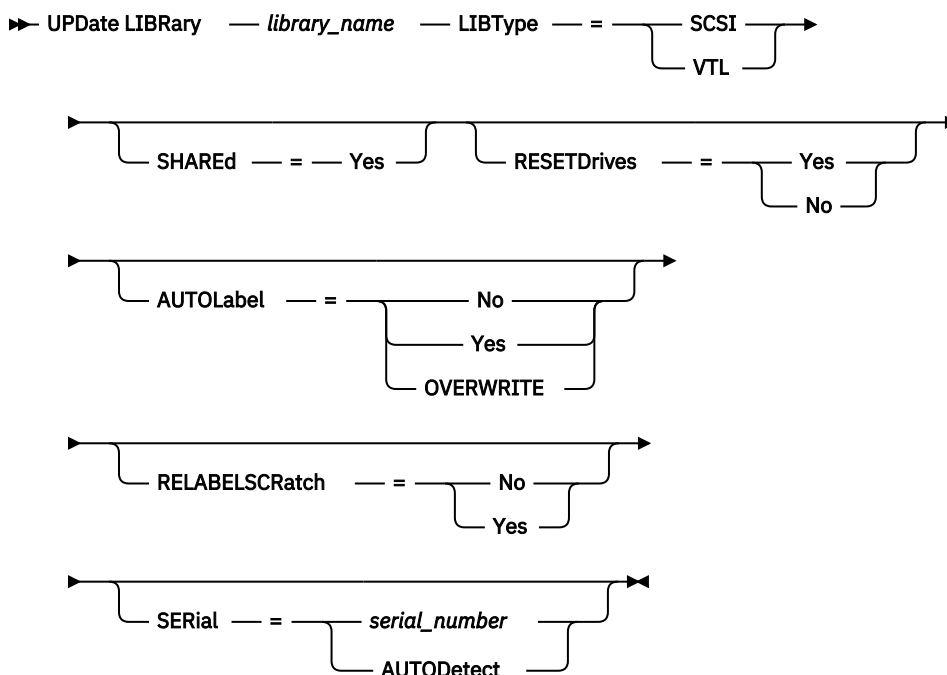 UPDate LIBRary library_name LIBType = SCSI
VTL
SHAREd = Yes RESETDrives = Yes
No
AUTOLabel = No
Yes
OVERWRITE
RELABELSCRatch = No
Yes
SERial = serial_number
AUTODetect